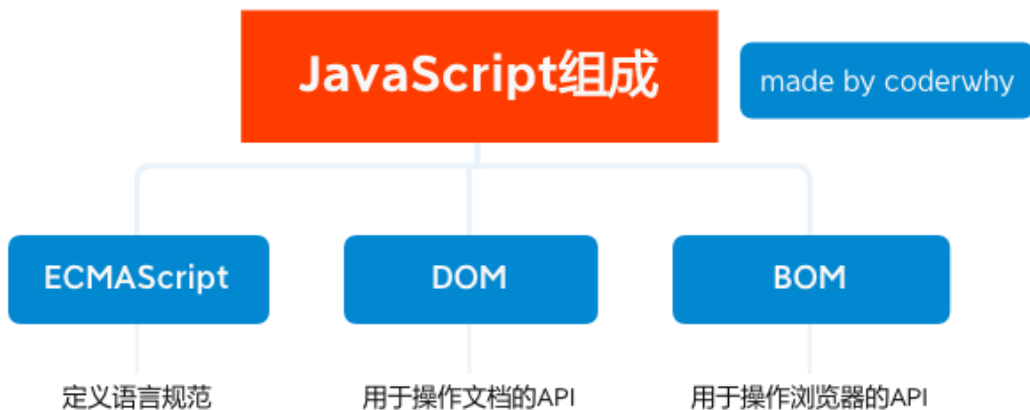 JavaScript组成
made by coderwhy
ECMAScript
DOM
BOM
定义语言规范
用于操作文档的API
用于操作浏览器的API